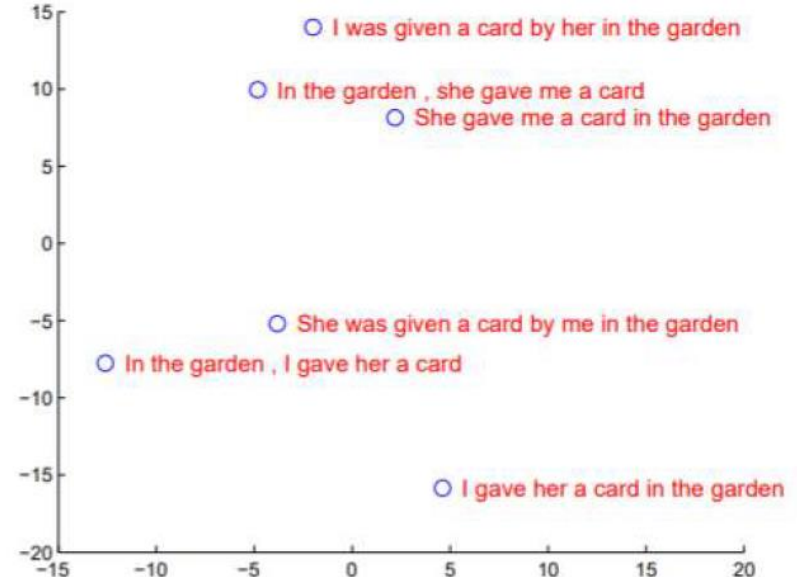 15
I was given a card by her in the garden
10
In the garden , she gave me a card
She gave me a card in the garden
5
0
−5
She was given a card by me in the garden
In the garden , I gave her a card
−10
−15
I gave her a card in the garden
−20
−15 −10 −5 0 5 10 15 20